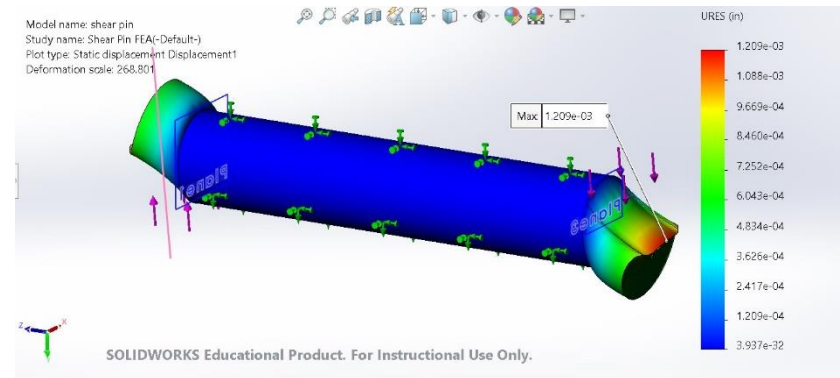 Model name: shear pin
Study name: Shear Pin FEA(-Default-)
Plot type: Static displacement Displacement1
Deformation scale: 268.801
URES (in)
1.209e-03
1.088e-03
9.669e-04
8.460e-04
7.252e-04
6.043e-04
4.834e-04
3.626e-04
2.417e-04
1.209e-04
3.937e-32
Max: 1.209e-03
Plane1
Plane3
z
x
SOLIDWORKS Educational Product. For Instructional Use Only.